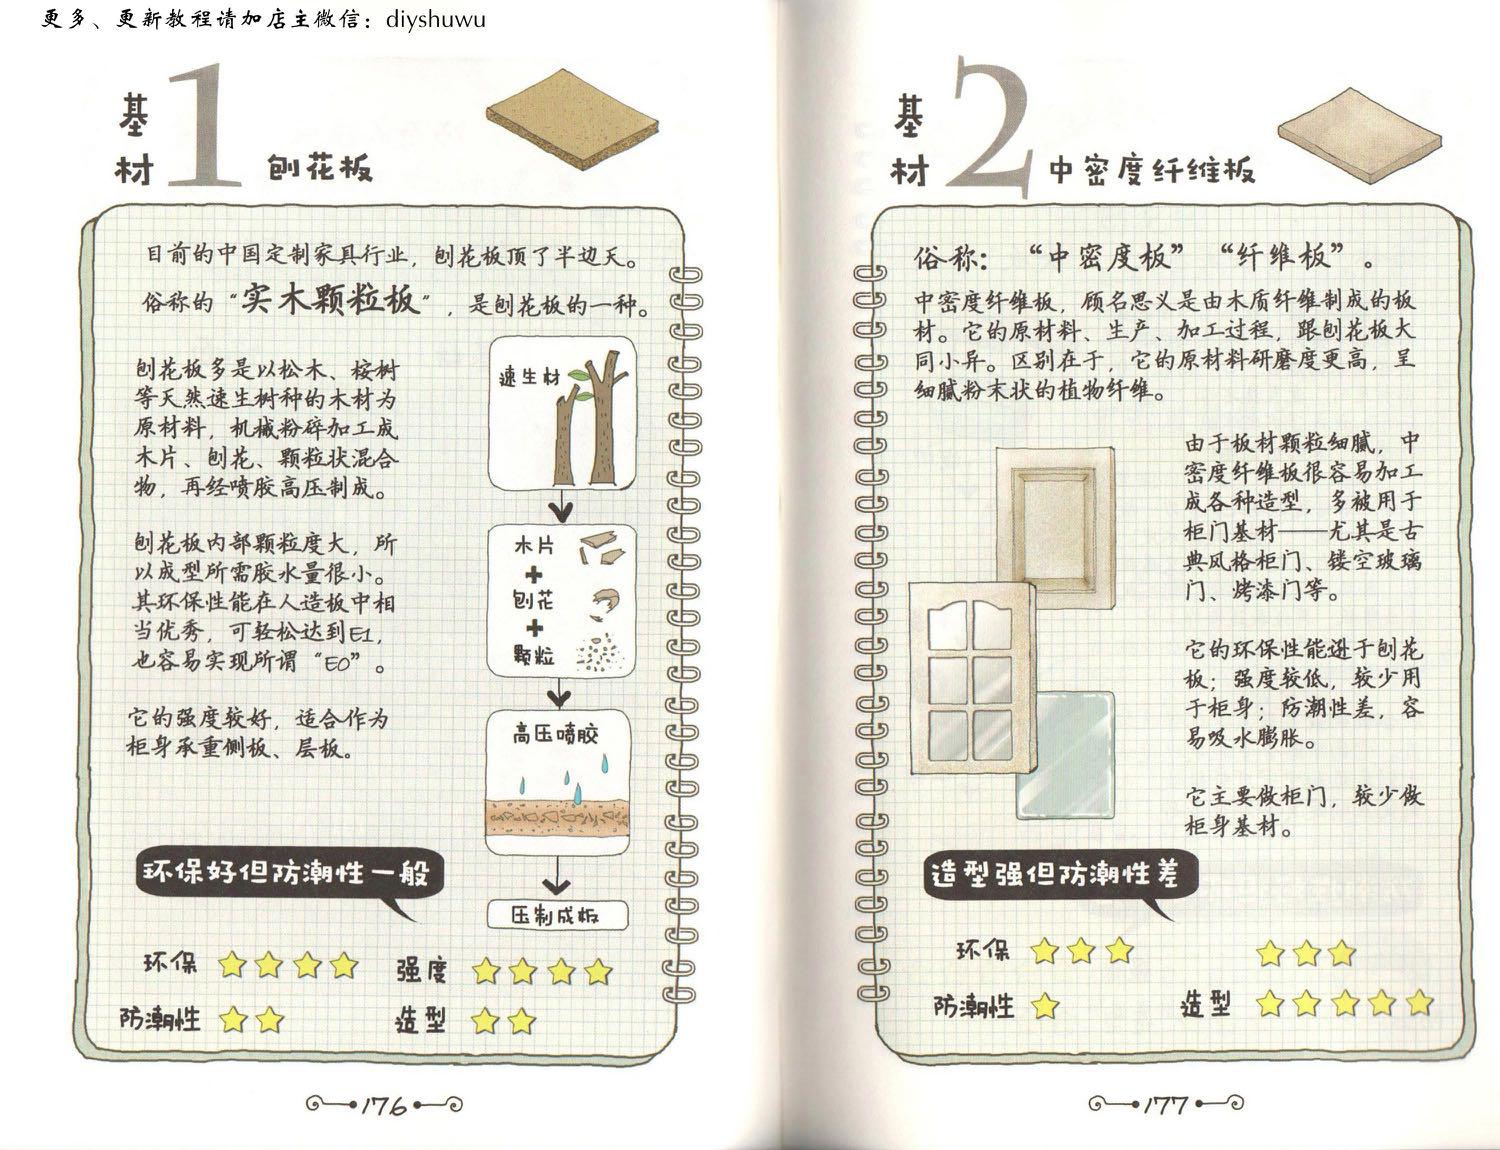 更多、更新教程请加店主微信：diyshuwu
基材 1 刨花板
目前的中国定制家具行业，刨花板顶了半边天。
俗称的“实木颗粒板”，是刨花板的一种。
刨花板多是以松木、桉树
等天然速生树种的木材为
原材料，机械粉碎加工成
木片、刨花、颗粒状混合
物，再经喷胶高压制成。
刨花板内部颗粒度大，所
以成型所需胶水量很小。
其环保性能在人造板中相
当优秀，可轻松达到E1，
也容易实现所谓“E0”。
它的强度较好，适合作为
柜身承重侧板、层板。
速生材
木片
+
刨花
+
颗粒
高压喷胶
压制成板
环保好但防潮性一般
环保
强度
防潮性
造型
176
基材 2 中密度纤维板
俗称：“中密度板”“纤维板”。
中密度纤维板，顾名思义是由木质纤维制成的板
材。它的原材料、生产、加工过程，跟刨花板大
同小异。区别在于，它的原材料研磨度更高，呈
细腻粉末状的植物纤维。
由于板材颗粒细腻，中
密度纤维板很容易加工
成各种造型，多被用于
柜门基材——尤其是古
典风格柜门、镂空玻璃
门、烤漆门等。
它的环保性能逊于刨花
板；强度较低，较少用
于柜身；防潮性差，容
易吸水膨胀。
它主要做柜门，较少做
柜身基材。
造型强但防潮性差
环保
防潮性
造型
177